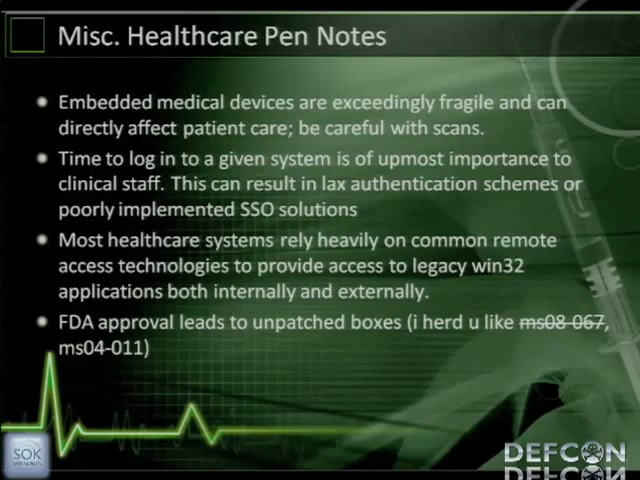 Misc. Healthcare Pen Notes
Embedded medical devices are exceedingly fragile and can
directly affect patient care; be careful with scans.
Time to log in to a given system is of upmost importance to
clinical staff. This can result in lax authentication schemes or
poorly implemented SSO solutions
Most healthcare systems rely heavily on common remote
access technologies to provide access to legacy win32
applications both internally and externally.
FDA approval leads to unpatched boxes (i herd u like ms08-067,
ms04-011)
SOK
PRESENTS
DEFCON